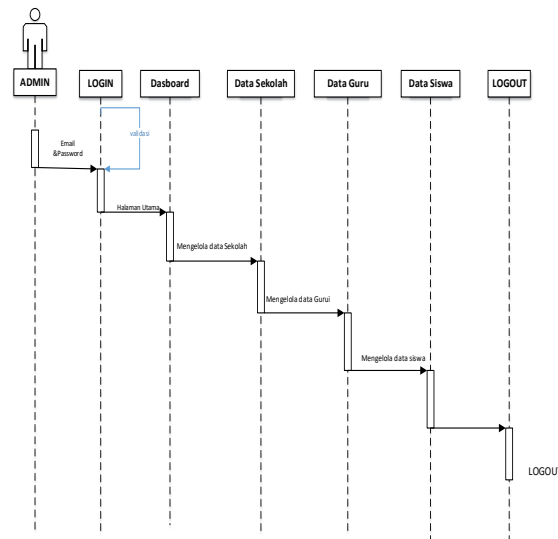 ADMIN
LOGIN
Dasboard
Data Sekolah
Data Guru
Data Siswa
LOGOUT
validasi
Email
&Password
Halaman Utama
Mengelola data Sekolah
Mengelola data Gurui
Mengelola data siswa
LOGOU